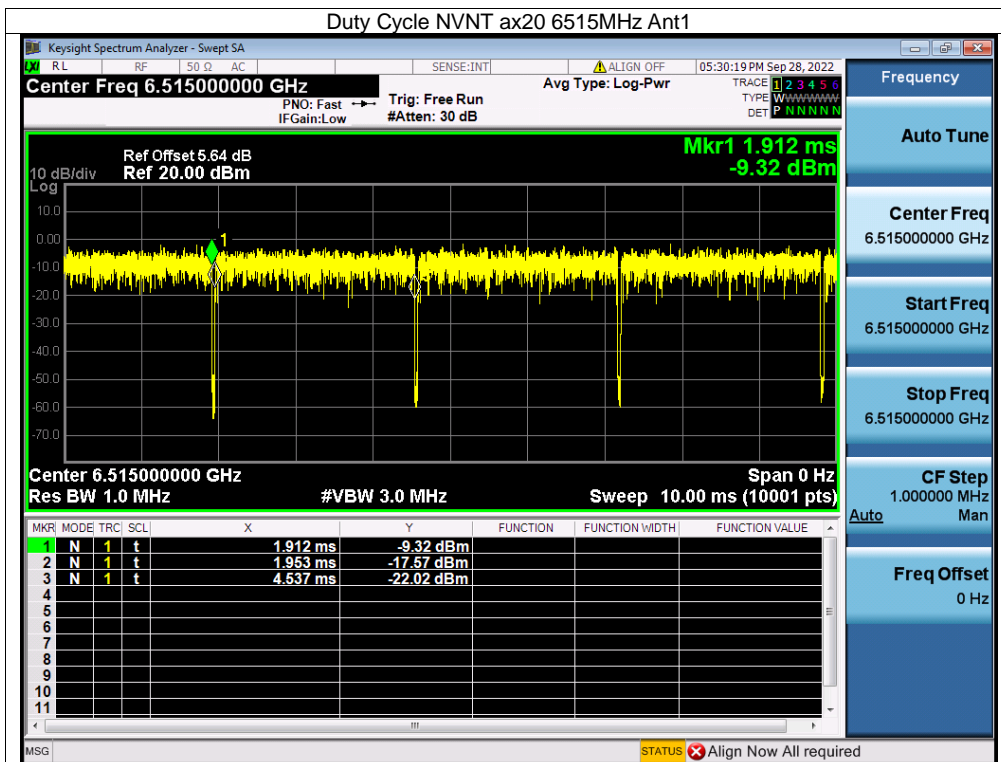 Duty Cycle NVNT ax20 6515MHz Ant1
Keysight Spectrum Analyzer - Swept SA
LXI RL RF 50 Ω AC SENSE:INT ALIGN OFF 05:30:19 PM Sep 28, 2022
Center Freq 6.515000000 GHz Avg Type: Log-Pwr TRACE 1 2 3 4 5 6
PNO: Fast Trig: Free Run TYPE WWWWWW
IFGain:Low #Atten: 30 dB DET P N N N N N
Frequency
Mkr1 1.912 ms
-9.32 dBm
Ref Offset 5.64 dB
10 dB/div Ref 20.00 dBm
Log
10.0
0.00
-10.0
-20.0
-30.0
-40.0
-50.0
-60.0
-70.0
1
Center 6.515000000 GHz Span 0 Hz
Res BW 1.0 MHz #VBW 3.0 MHz Sweep 10.00 ms (10001 pts)
MKR MODE TRC SCL X Y FUNCTION FUNCTION WIDTH FUNCTION VALUE
1 N 1 t 1.912 ms -9.32 dBm
2 N 1 t 1.953 ms -17.57 dBm
3 N 1 t 4.537 ms -22.02 dBm
4
5
6
7
8
9
10
11
Auto Tune
Center Freq
6.515000000 GHz
Start Freq
6.515000000 GHz
Stop Freq
6.515000000 GHz
CF Step
1.000000 MHz
Auto Man
Freq Offset
0 Hz
MSG STATUS Align Now All required